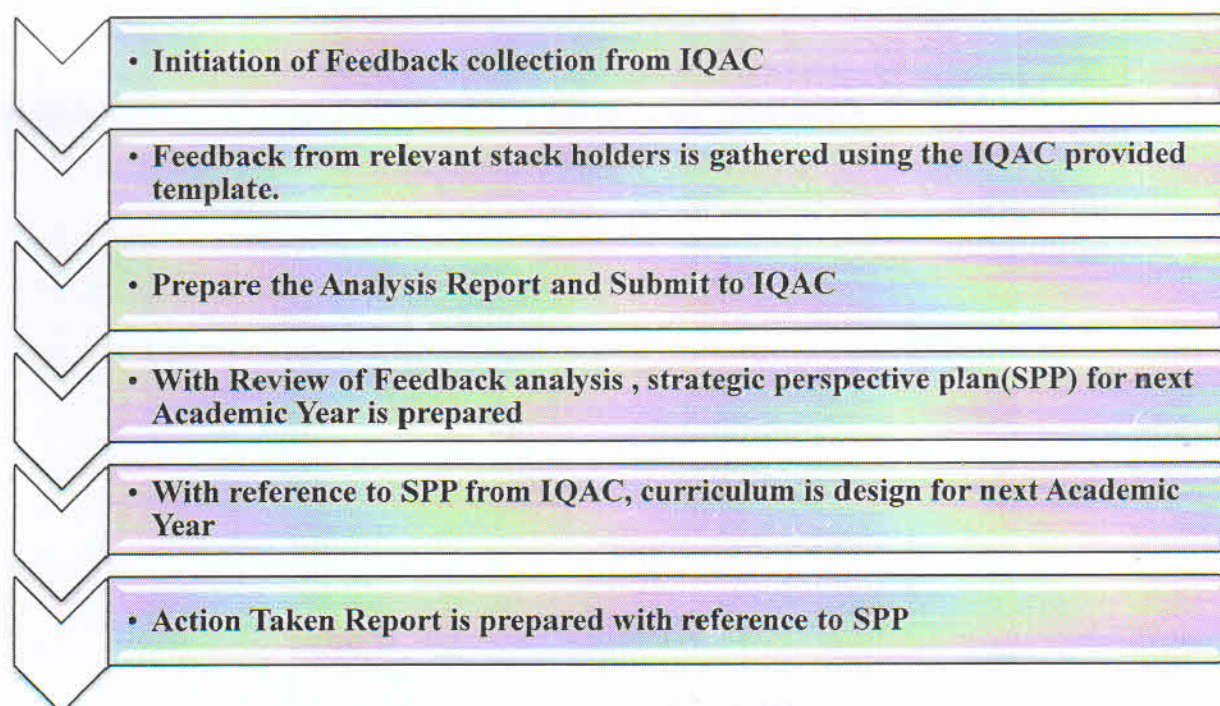 • Initiation of Feedback collection from IQAC
• Feedback from relevant stack holders is gathered using the IQAC provided
template.
• Prepare the Analysis Report and Submit to IQAC
• With Review of Feedback analysis , strategic perspective plan(SPP) for next
Academic Year is prepared
• With reference to SPP from IQAC, curriculum is design for next Academic
Year
• Action Taken Report is prepared with reference to SPP